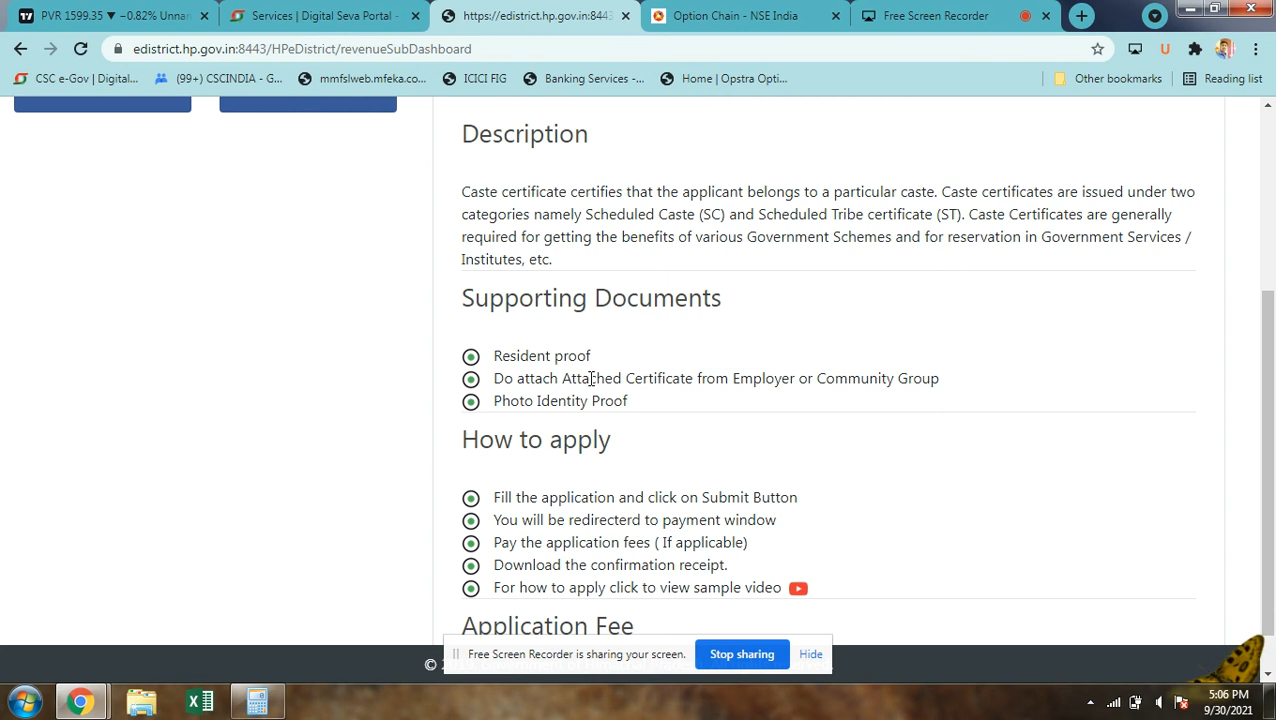 PVR 1599.35 ▼ −0.82% Unnan
Services | Digital Seva Portal -
https://edistrict.hp.gov.in:8443
Option Chain - NSE India
Free Screen Recorder
edistrict.hp.gov.in:8443/HPeDistrict/revenueSubDashboard
CSC e-Gov | Digital...
(99+) CSCINDIA - G...
mmfslweb.mfeka.co...
ICICI FIG
Banking Services -...
Home | Opstra Opti...
Other bookmarks
Reading list
Description
Caste certificate certifies that the applicant belongs to a particular caste. Caste certificates are issued under two
categories namely Scheduled Caste (SC) and Scheduled Tribe certificate (ST). Caste Certificates are generally
required for getting the benefits of various Government Schemes and for reservation in Government Services /
Institutes, etc.
Supporting Documents
Resident proof
Do attach Attached Certificate from Employer or Community Group
Photo Identity Proof
How to apply
Fill the application and click on Submit Button
You will be redirecterd to payment window
Pay the application fees ( If applicable)
Download the confirmation receipt.
For how to apply click to view sample video
Application Fee
Free Screen Recorder is sharing your screen.
Stop sharing
Hide
©
5:06 PM
9/30/2021